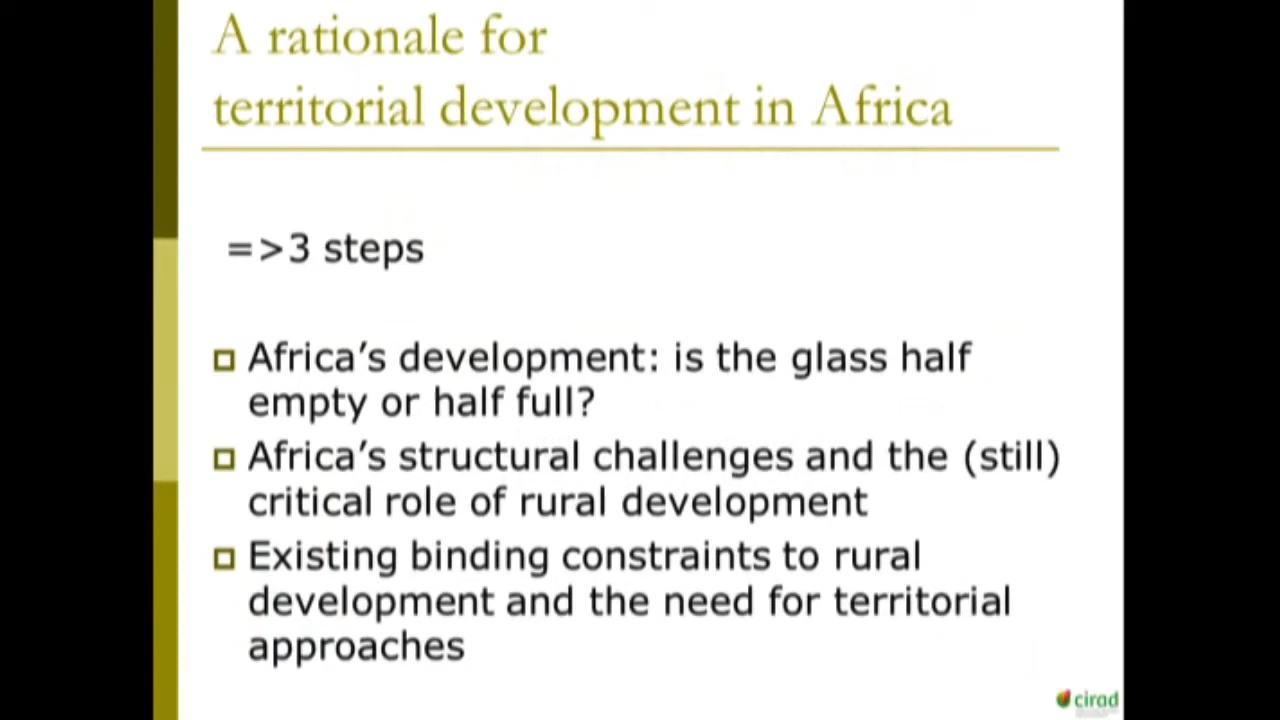 A rationale for
territorial development in Africa
=>3 steps
Africa's development: is the glass half
empty or half full?
Africa's structural challenges and the (still)
critical role of rural development
Existing binding constraints to rural
development and the need for territorial
approaches
cirad